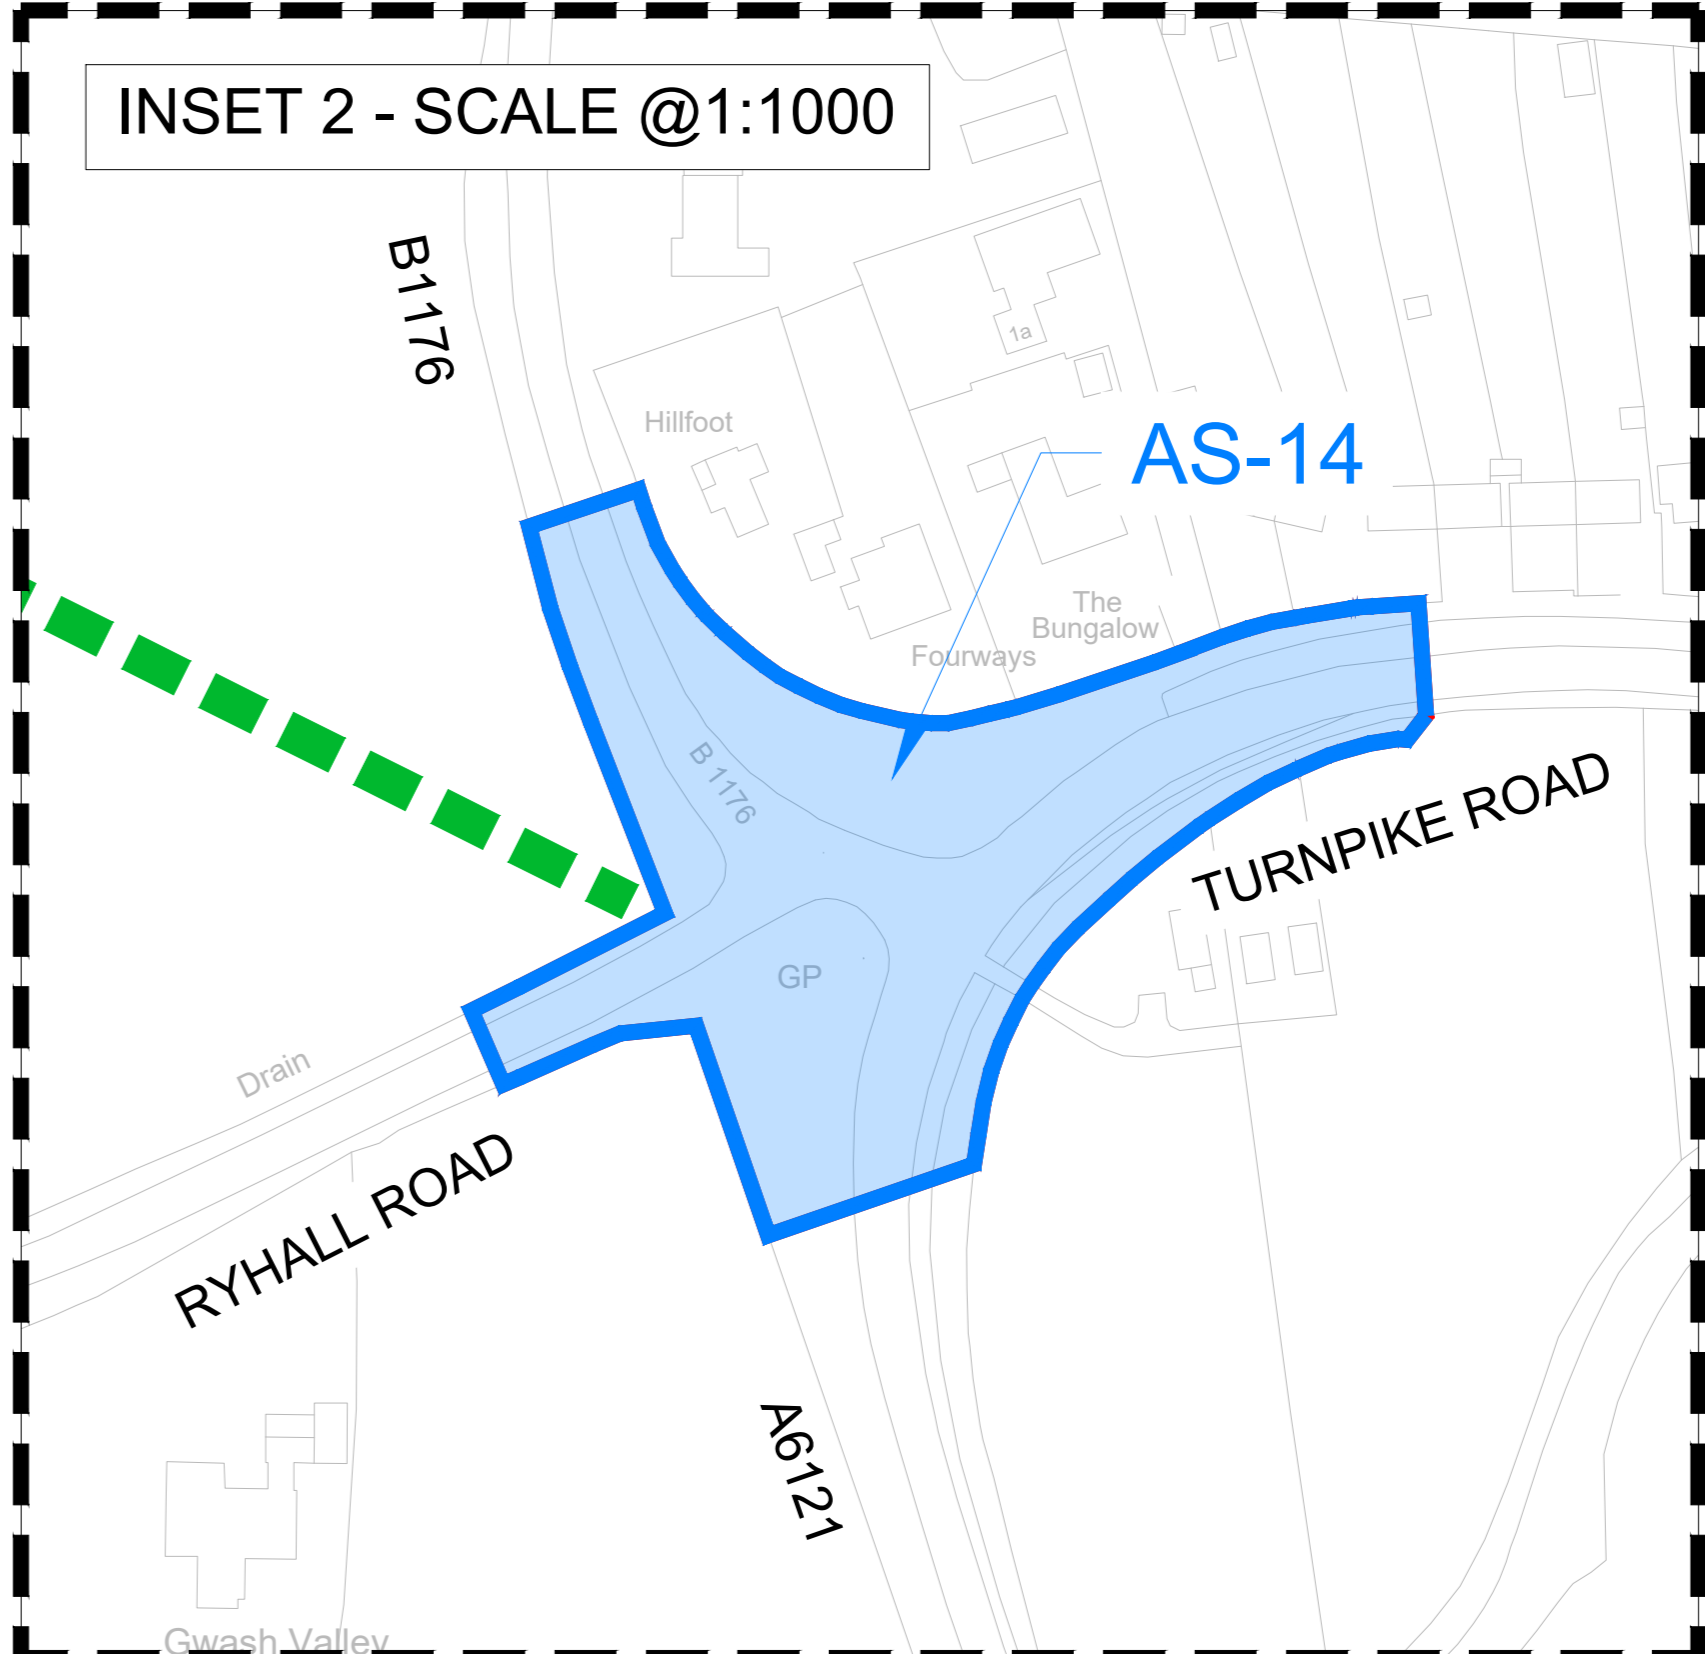 INSET 2 - SCALE @1:1000
B1176
1a
Hillfoot
AS-14
The
Bungalow
Fourways
B 1176
TURNPIKE ROAD
GP
Drain
RYHALL ROAD
A6121
Gwash Valley